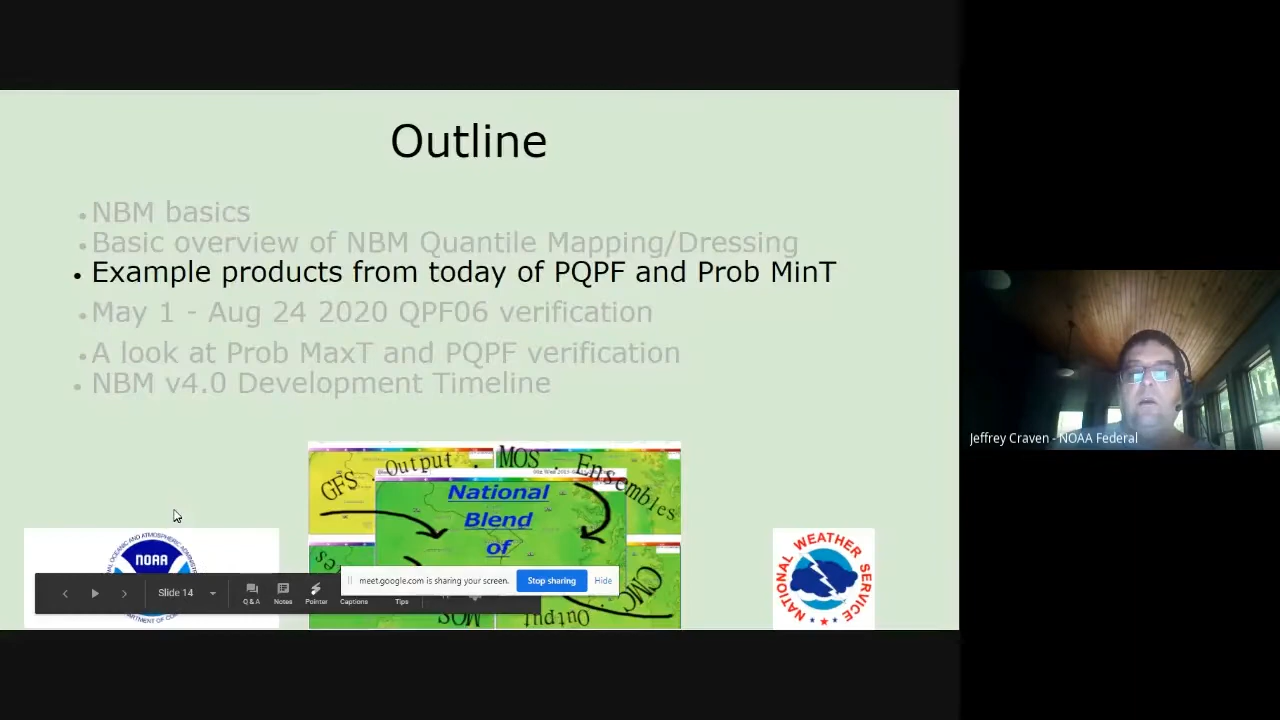 Outline
• NBM basics
• Basic overview of NBM Quantile Mapping/Dressing
• Example products from today of PQPF and Prob MinT
• May 1 - Aug 24 2020 QPF06 verification
• A look at Prob MaxT and PQPF verification
• NBM v4.0 Development Timeline
Jeffrey Craven - NOAA Federal
GFS . Output . MOS . Ensembles
National
Blend
of
CMC
Output
MOS
NOAA
NATIONAL WEATHER SERVICE
meet.google.com is sharing your screen.
Stop sharing
Hide
Slide 14
Q & A
Notes
Pointer
Captions
Tips